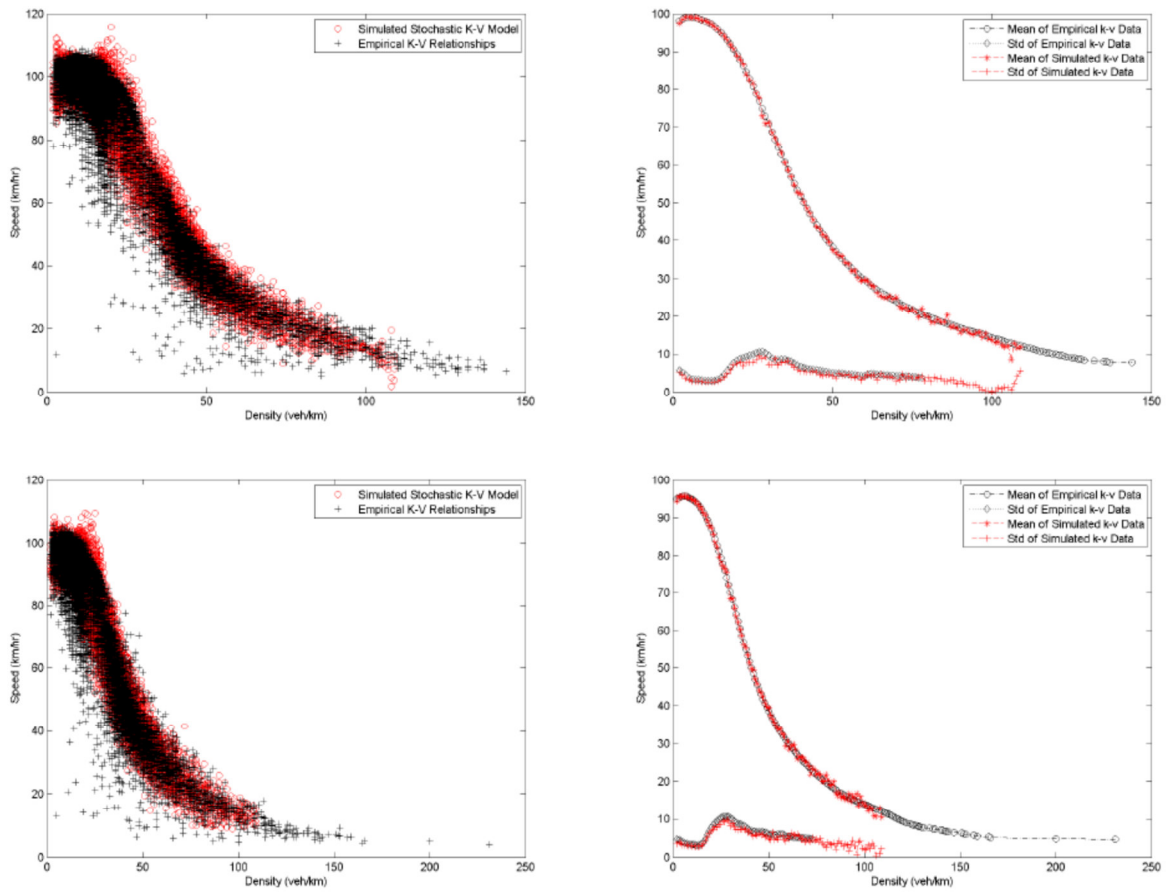 120
100
80
60
40
20
0
Speed (km/hr)
Simulated Stochastic K-V Model
Empirical K-V Relationships
0
50
100
150
Density (veh/km)
100
90
80
70
60
50
40
30
20
10
0
Speed (km/hr)
Mean of Empirical k-v Data
Std of Empirical k-v Data
Mean of Simulated k-v Data
Std of Simulated k-v Data
0
50
100
150
Density (veh/km)
120
100
80
60
40
20
0
Speed (km/hr)
Simulated Stochastic K-V Model
Empirical K-V Relationships
0
50
100
150
200
250
Density (veh/km)
100
90
80
70
60
50
40
30
20
10
0
Speed (km/hr)
Mean of Empirical k-v Data
Std of Empirical k-v Data
Mean of Simulated k-v Data
Std of Simulated k-v Data
0
50
100
150
200
250
Density (veh/km)